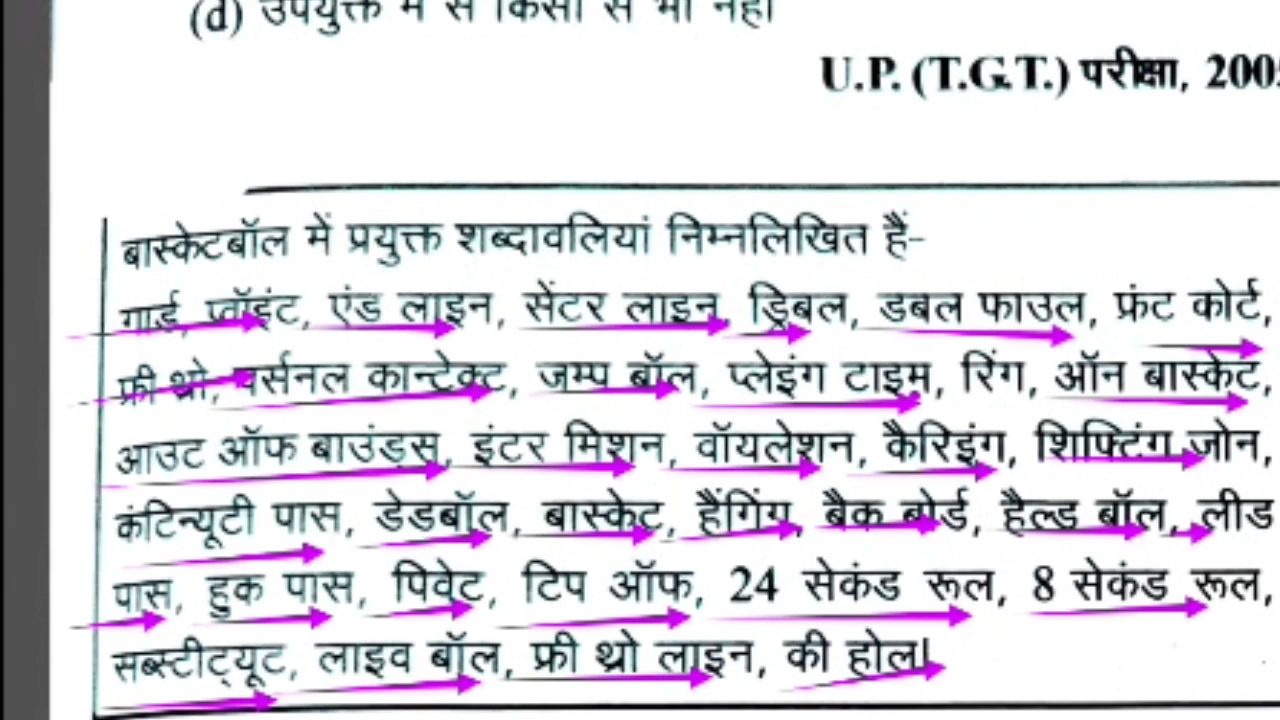 (d) उपर्युक्त में से किसी से भी नहीं
U.P. (T.G.T.) परीक्षा, 2005
बास्केटबॉल में प्रयुक्त शब्दावलियां निम्नलिखित हैं-
गार्ड, प्वॉइंट, एंड लाइन, सेंटर लाइन, ड्रिबल, डबल फाउल, फ्रंट कोर्ट,
फ्री थ्रो, पर्सनल कान्टेक्ट, जम्प बॉल, प्लेइंग टाइम, रिंग, ऑन बास्केट,
आउट ऑफ बाउंड्स, इंटर मिशन, वॉयलेशन, कैरिइंग, शिफ्टिंग जोन,
कंटिन्यूटी पास, डेडबॉल, बास्केट, हैंगिंग, बैक बोर्ड, हैल्ड बॉल, लीड
पास, हुक पास, पिवेट, टिप ऑफ, 24 सेकंड रूल, 8 सेकंड रूल,
सब्स्टीट्यूट, लाइव बॉल, फ्री थ्रो लाइन, की होल।